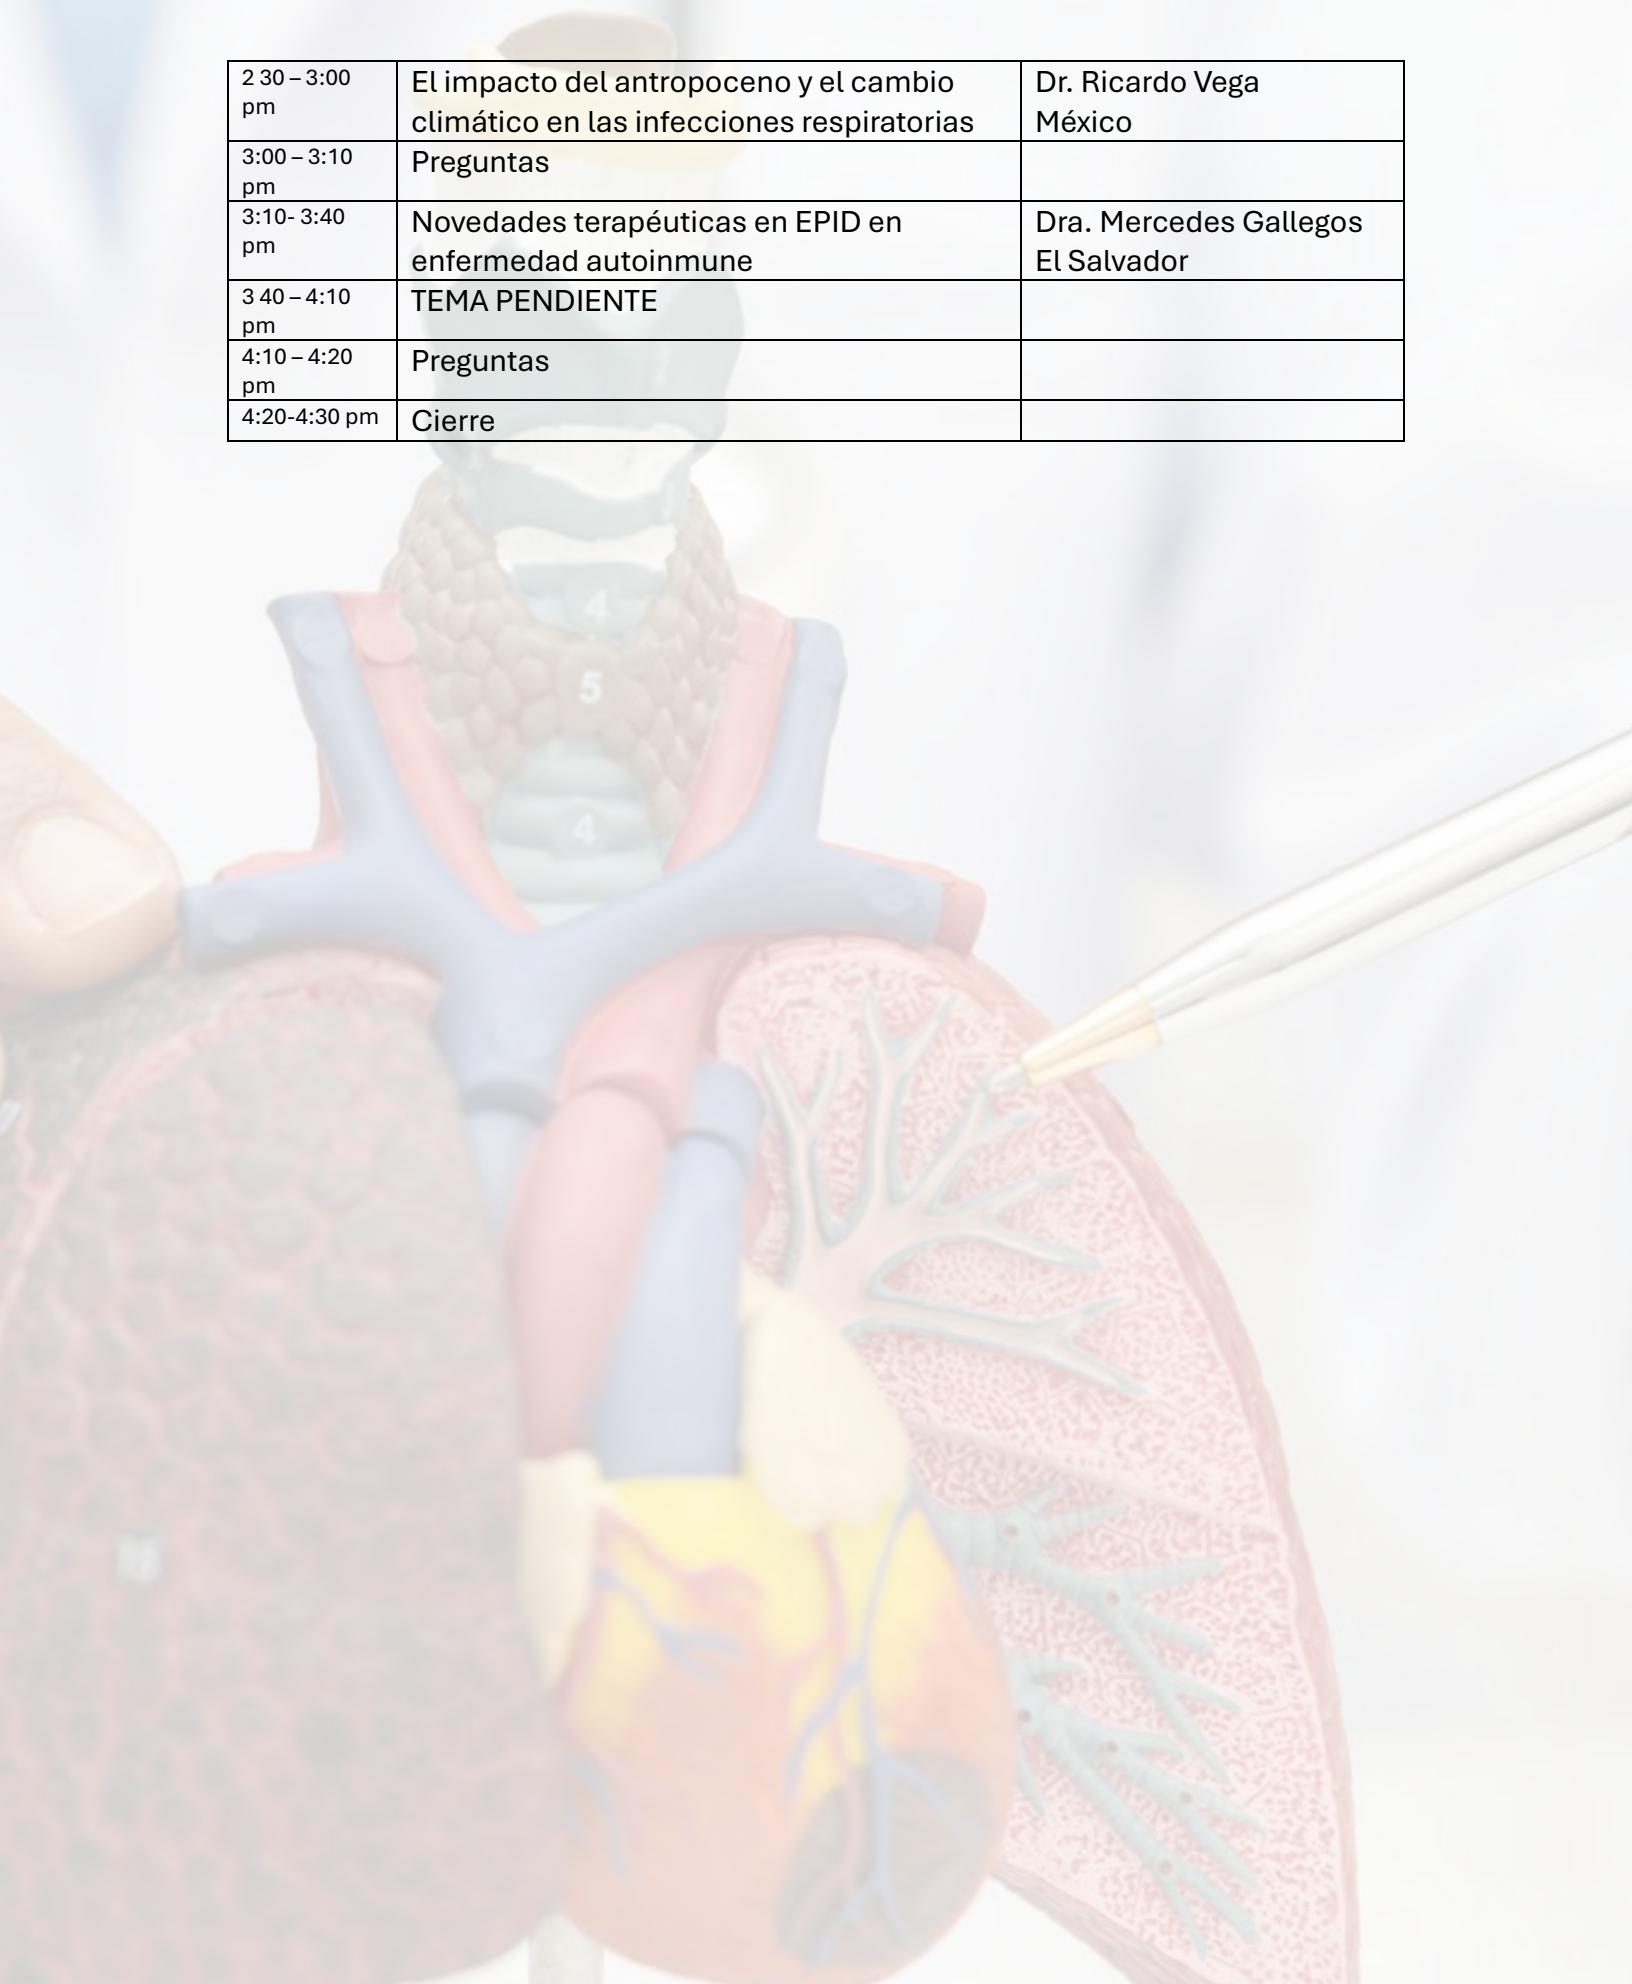 2 30 – 3:00 pm
El impacto del antropoceno y el cambio
climático en las infecciones respiratorias
Dr. Ricardo Vega
México
3:00 – 3:10 pm
Preguntas
3:10- 3:40 pm
Novedades terapéuticas en EPID en
enfermedad autoinmune
Dra. Mercedes Gallegos
El Salvador
3 40 – 4:10 pm
TEMA PENDIENTE
4:10 – 4:20 pm
Preguntas
4:20-4:30 pm
Cierre
4
5
4